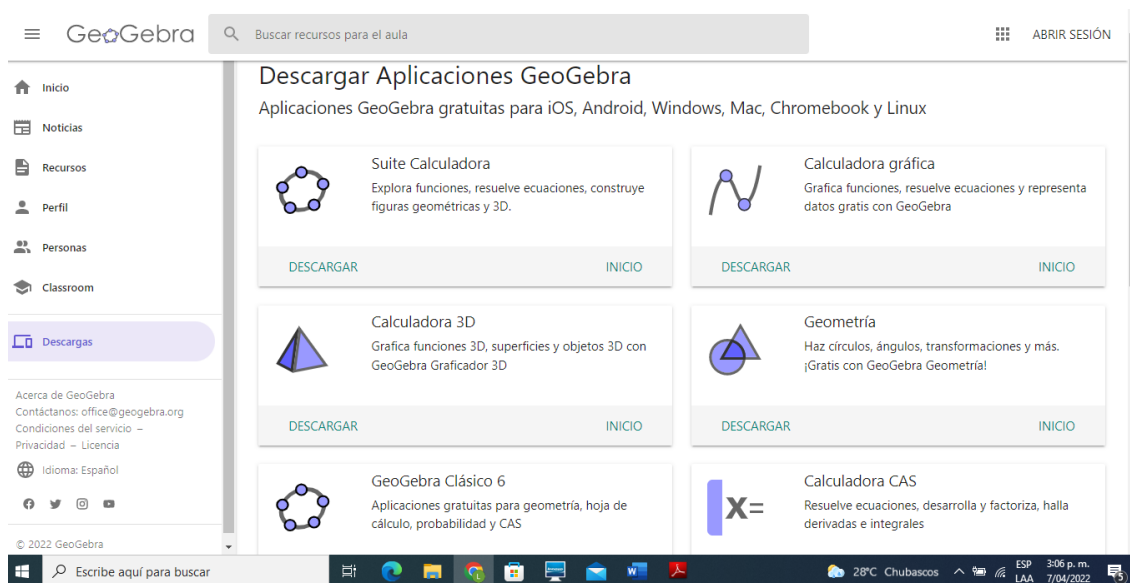 GeoGebra
Buscar recursos para el aula
ABRIR SESIÓN
Inicio
Noticias
Recursos
Perfil
Personas
Classroom
Descargas
Acerca de GeoGebra
Contáctanos: office@geogebra.org
Condiciones del servicio –
Privacidad – Licencia
Idioma: Español
© 2022 GeoGebra
Descargar Aplicaciones GeoGebra
Aplicaciones GeoGebra gratuitas para iOS, Android, Windows, Mac, Chromebook y Linux
Suite Calculadora
Explora funciones, resuelve ecuaciones, construye
figuras geométricas y 3D.
DESCARGAR INICIO
Calculadora gráfica
Grafica funciones, resuelve ecuaciones y representa
datos gratis con GeoGebra
DESCARGAR INICIO
Calculadora 3D
Grafica funciones 3D, superficies y objetos 3D con
GeoGebra Graficador 3D
DESCARGAR INICIO
Geometría
Haz círculos, ángulos, transformaciones y más.
¡Gratis con GeoGebra Geometría!
DESCARGAR INICIO
GeoGebra Clásico 6
Aplicaciones gratuitas para geometría, hoja de
cálculo, probabilidad y CAS
X=
Calculadora CAS
Resuelve ecuaciones, desarrolla y factoriza, halla
derivadas e integrales
Escribe aquí para buscar
28°C Chubascos
ESP
LAA
3:06 p. m.
7/04/2022
5